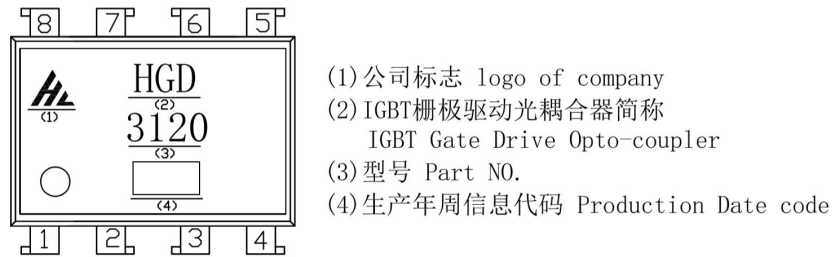 8 7 6 5
HL
(1)
HGD
(2)
3120
(3)
(4)
1 2 3 4
(1)公司标志 logo of company
(2)IGBT栅极驱动光耦合器简称
IGBT Gate Drive Opto-coupler
(3)型号 Part NO.
(4)生产年周信息代码 Production Date code